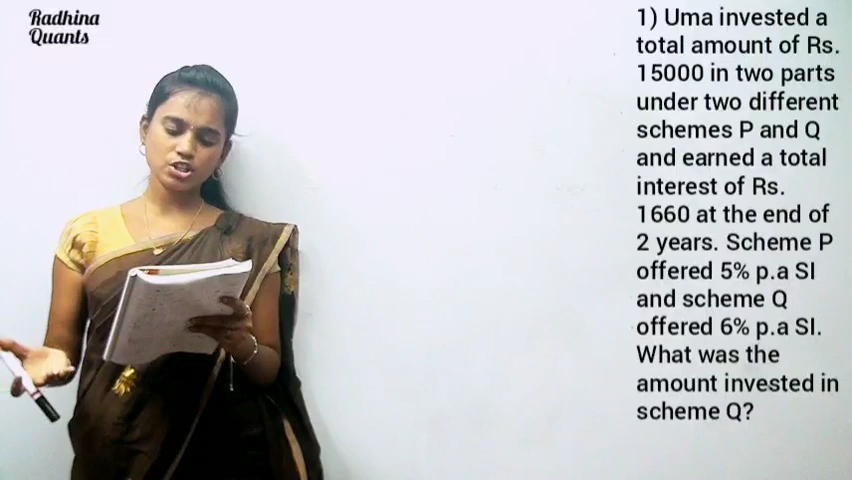 Radhina
Quants
1) Uma invested a
total amount of Rs.
15000 in two parts
under two different
schemes P and Q
and earned a total
interest of Rs.
1660 at the end of
2 years. Scheme P
offered 5% p.a SI
and scheme Q
offered 6% p.a SI.
What was the
amount invested in
scheme Q?